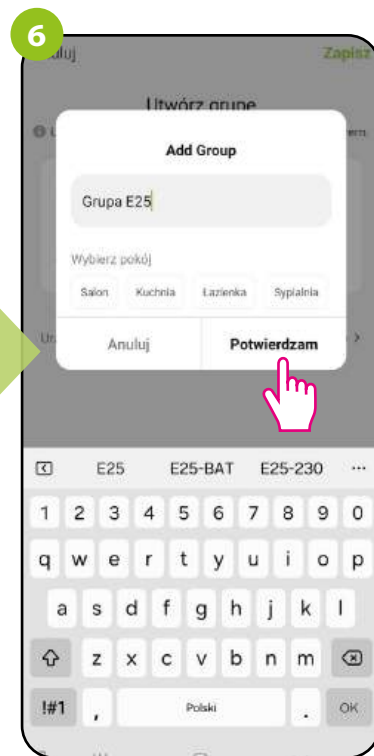 6
uluj Zapisz
Utwórz grupę
Add Group
Grupa E25
Wybierz pokój
Salon Kuchnia Łazienka Sypialnia
Anuluj Potwierdzam
E25 E25-BAT E25-230 ...
1 2 3 4 5 6 7 8 9 0
q w e r t y u i o p
a s d f g h j k l
z x c v b n m
!#1 , Polski . OK